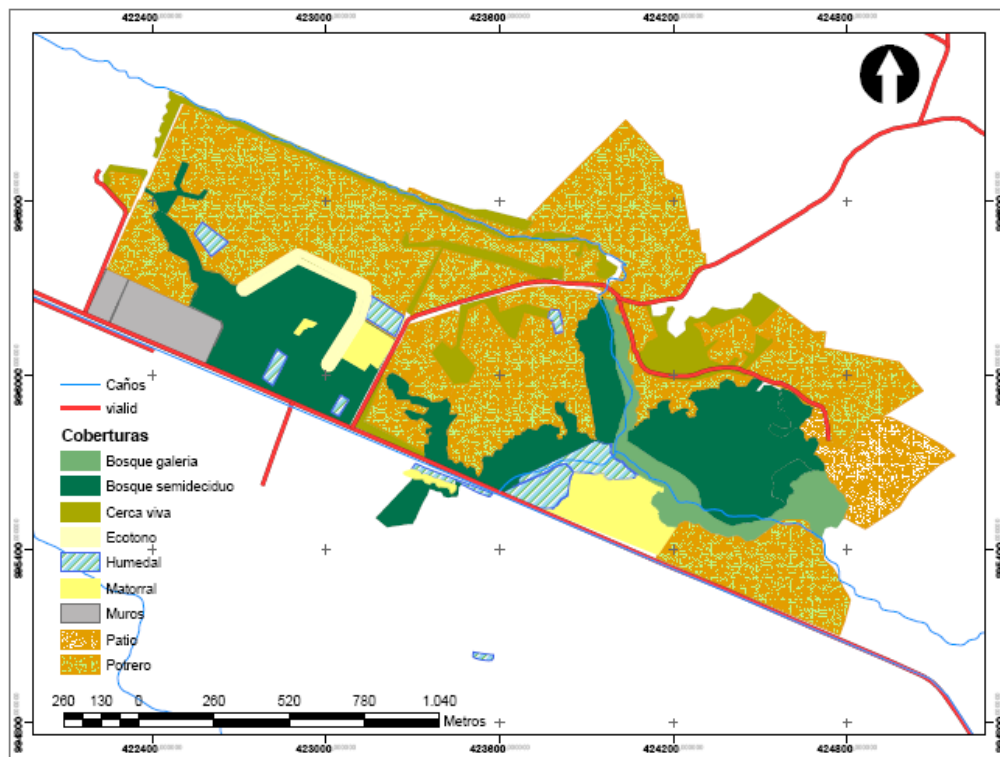 422400 423000 423600 424200 424800
Caños
vialid
Coberturas
Bosque galeria
Bosque semideciduo
Cerca viva
Ecotono
Humedal
Matorral
Muros
Patio
Potrero
260 130 0 260 520 780 1.040
Metros
422400 423000 423600 424200 424800